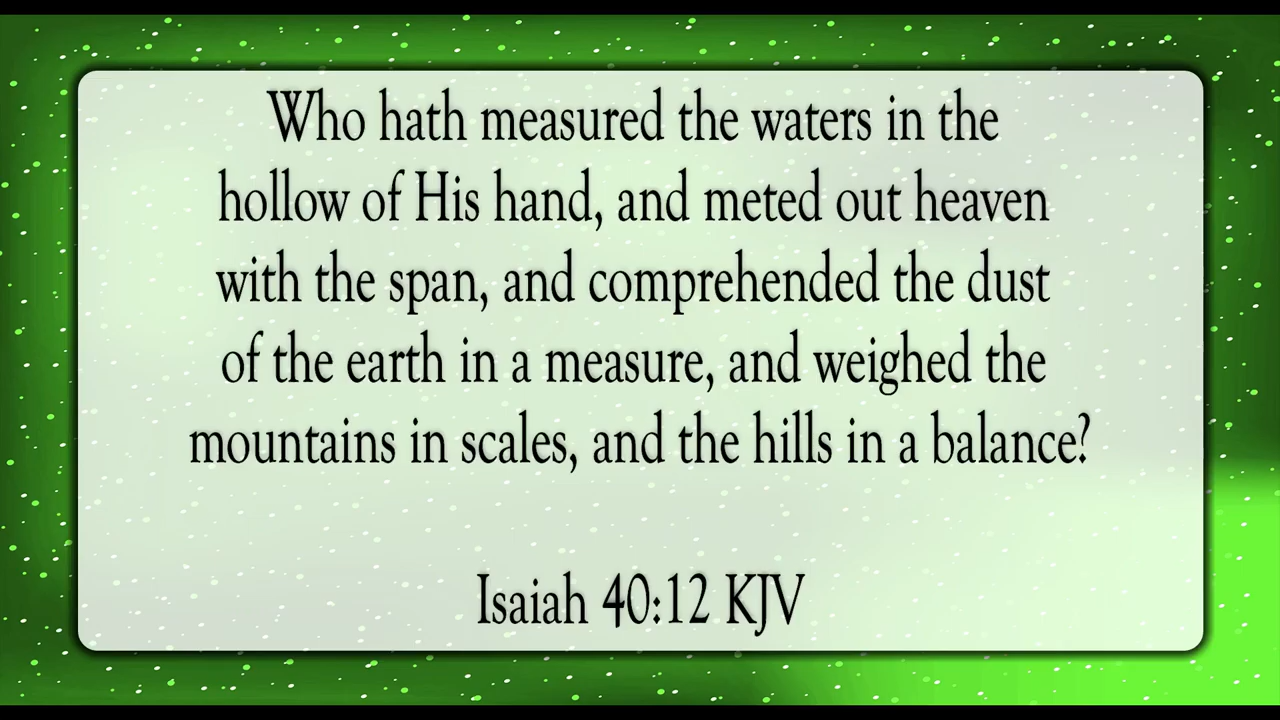 Who hath measured the waters in the
hollow of His hand, and meted out heaven
with the span, and comprehended the dust
of the earth in a measure, and weighed the
mountains in scales, and the hills in a balance?
Isaiah 40:12 KJV